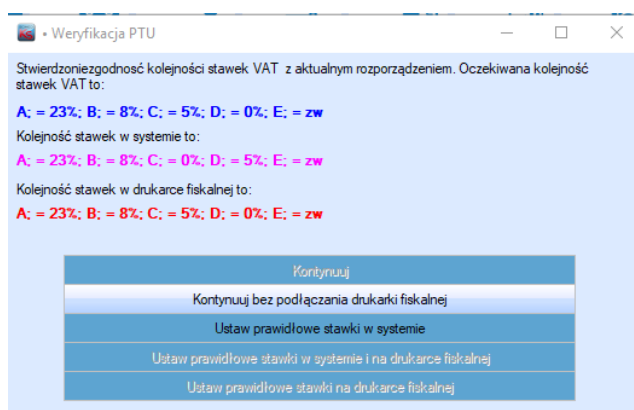 • Weryfikacja PTU
Stwierdzoniezgodnosć kolejności stawek VAT z aktualnym rozporządzeniem. Oczekiwana kolejność
stawek VAT to:
A; = 23%; B; = 8%; C; = 5%; D; = 0%; E; = zw
Kolejność stawek w systemie to:
A; = 23%; B; = 8%; C; = 0%; D; = 5%; E; = zw
Kolejność stawek w drukarce fiskalnej to:
A; = 23%; B; = 8%; C; = 5%; D; = 0%; E; = zw
Kontynuuj
Kontynuuj bez podłączania drukarki fiskalnej
Ustaw prawidłowe stawki w systemie
Ustaw prawidłowe stawki w systemie i na drukarce fiskalnej
Ustaw prawidłowe stawki na drukarce fiskalnej